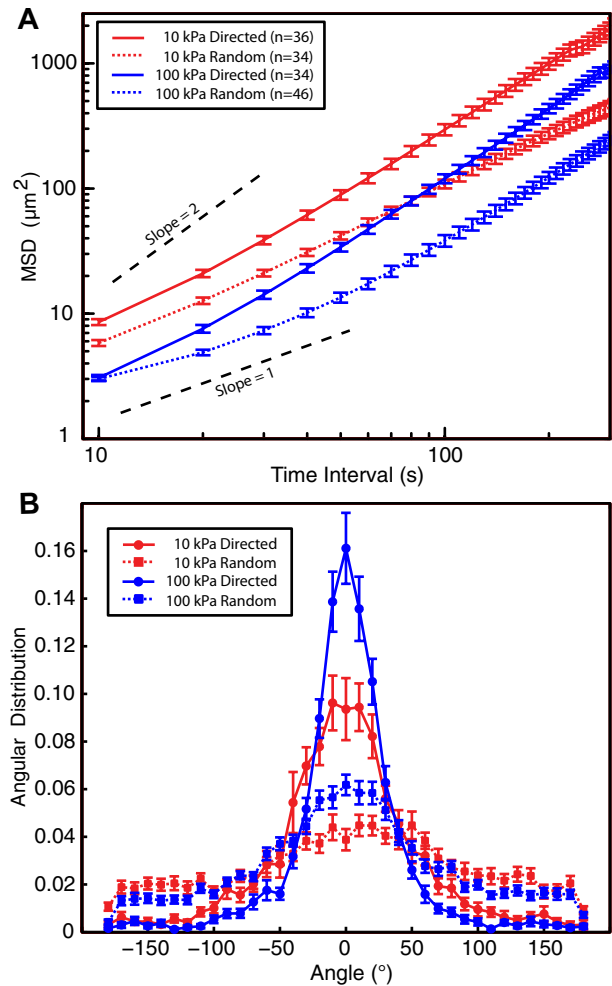 A
10 kPa Directed (n=36)
10 kPa Random (n=34)
100 kPa Directed (n=34)
100 kPa Random (n=46)
1000
100
10
1
MSD (µm²)
Slope = 2
Slope = 1
10
100
Time Interval (s)
B
10 kPa Directed
10 kPa Random
100 kPa Directed
100 kPa Random
0.16
0.14
0.12
0.10
0.08
0.06
0.04
0.02
0
Angular Distribution
−150
−100
−50
0
50
100
150
Angle (°)